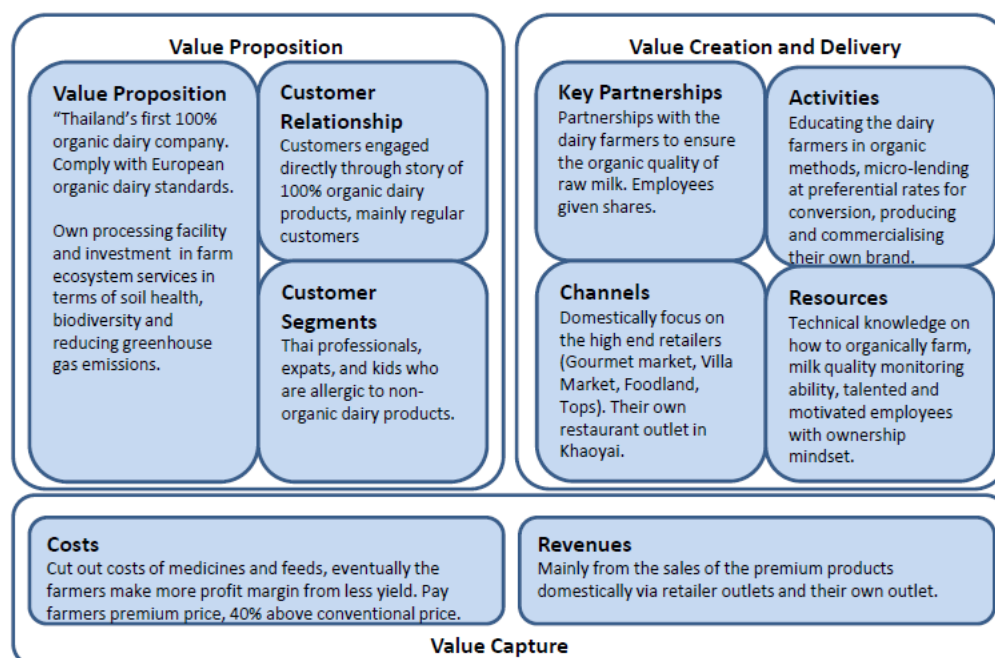 Value Proposition
Value Proposition
“Thailand’s first 100%
organic dairy company.
Comply with European
organic dairy standards.
Own processing facility
and investment in farm
ecosystem services in
terms of soil health,
biodiversity and
reducing greenhouse
gas emissions.
Customer
Relationship
Customers engaged
directly through story of
100% organic dairy
products, mainly regular
customers
Customer
Segments
Thai professionals,
expats, and kids who
are allergic to non-
organic dairy products.
Value Creation and Delivery
Key Partnerships
Partnerships with the
dairy farmers to ensure
the organic quality of
raw milk. Employees
given shares.
Activities
Educating the dairy
farmers in organic
methods, micro-lending
at preferential rates for
conversion, producing
and commercialising
their own brand.
Channels
Domestically focus on
the high end retailers
(Gourmet market, Villa
Market, Foodland,
Tops). Their own
restaurant outlet in
Khaoyai.
Resources
Technical knowledge on
how to organically farm,
milk quality monitoring
ability, talented and
motivated employees
with ownership
mindset.
Costs
Cut out costs of medicines and feeds, eventually the
farmers make more profit margin from less yield. Pay
farmers premium price, 40% above conventional price.
Revenues
Mainly from the sales of the premium products
domestically via retailer outlets and their own outlet.
Value Capture